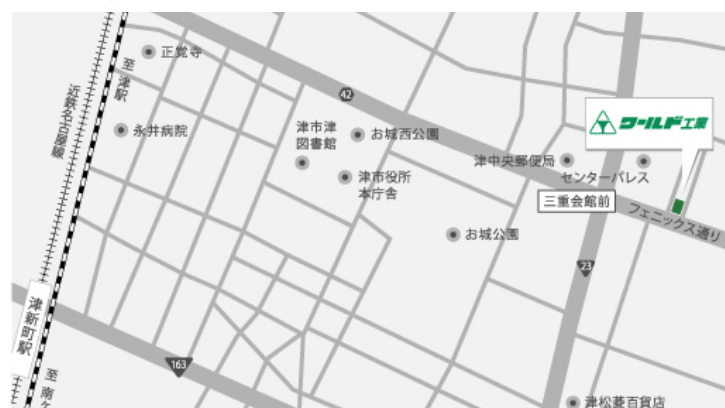 正覚寺
至 津駅
近鉄名古屋線
永井病院
42
津市津
図書館
お城西公園
津市役所
本庁舎
津中央郵便局
ワールド工業
センターパレス
三重会館前
フェニックス通り
お城公園
23
津新町駅
163
至 南ケ
津松菱百貨店